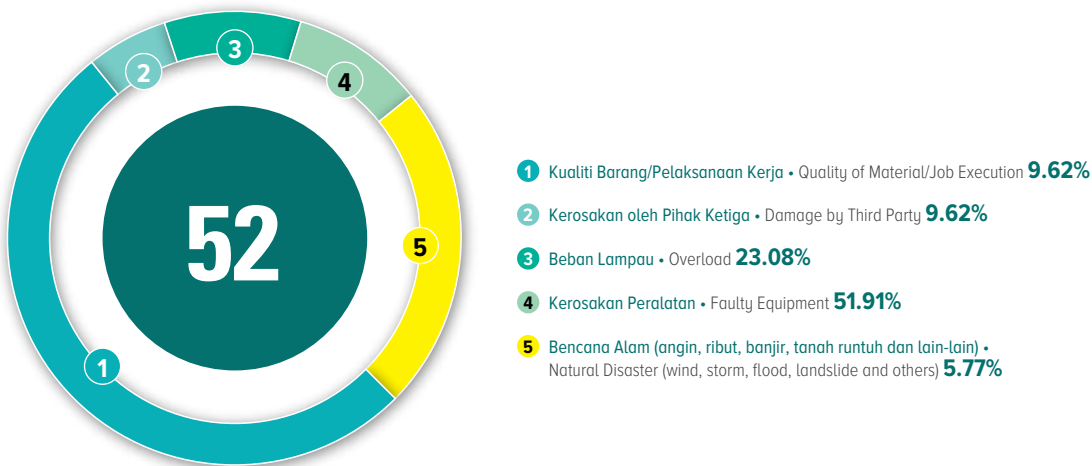 2
3
4
52
5
1
1 Kualiti Barang/Pelaksanaan Kerja • Quality of Material/Job Execution 9.62%
2 Kerosakan oleh Pihak Ketiga • Damage by Third Party 9.62%
3 Beban Lampau • Overload 23.08%
4 Kerosakan Peralatan • Faulty Equipment 51.91%
5 Bencana Alam (angin, ribut, banjir, tanah runtuh dan lain-lain) •
Natural Disaster (wind, storm, flood, landslide and others) 5.77%